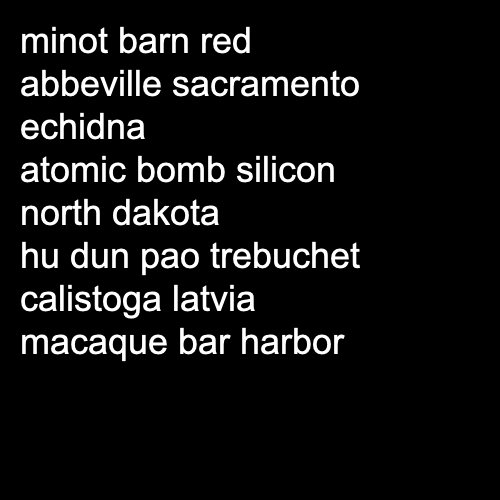 minot barn red
abbeville sacramento
echidna
atomic bomb silicon
north dakota
hu dun pao trebuchet
calistoga latvia
macaque bar harbor